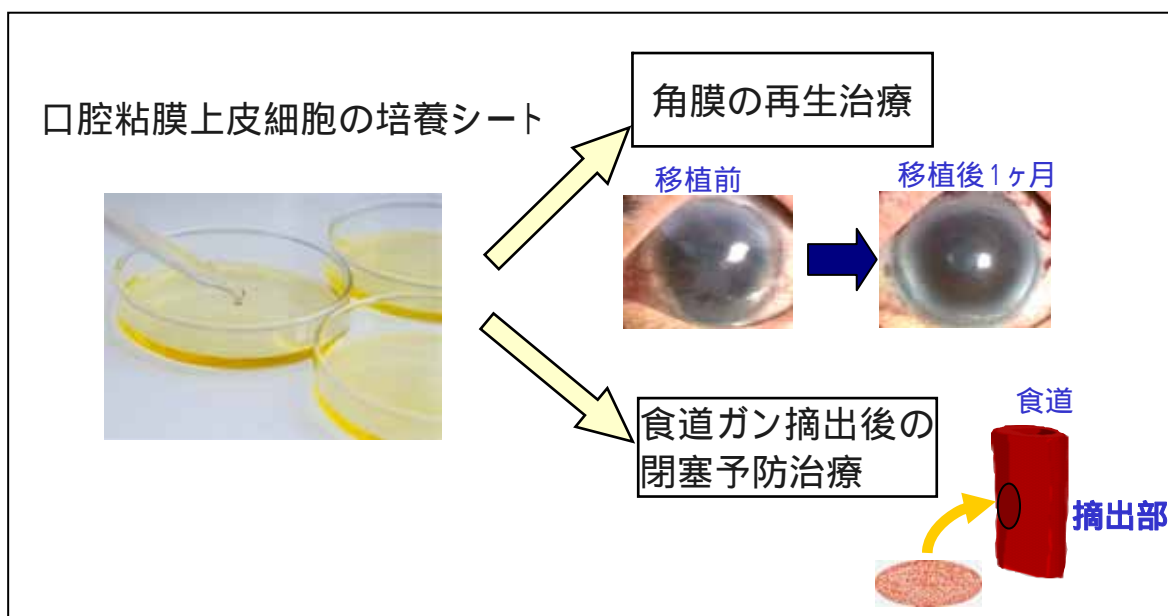 口腔粘膜上皮細胞の培養シート
角膜の再生治療
移植前
移植後1ヶ月
食道ガン摘出後の
閉塞予防治療
食道
摘出部